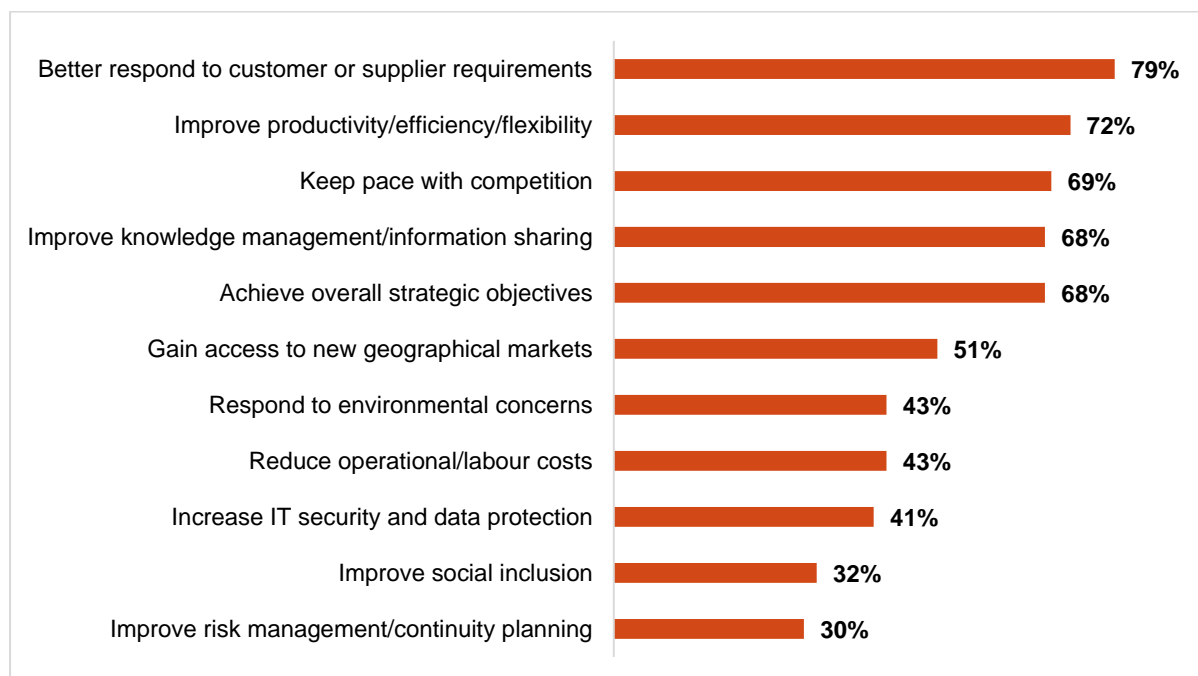 Better respond to customer or supplier requirements 79%
Improve productivity/efficiency/flexibility 72%
Keep pace with competition 69%
Improve knowledge management/information sharing 68%
Achieve overall strategic objectives 68%
Gain access to new geographical markets 51%
Respond to environmental concerns 43%
Reduce operational/labour costs 43%
Increase IT security and data protection 41%
Improve social inclusion 32%
Improve risk management/continuity planning 30%